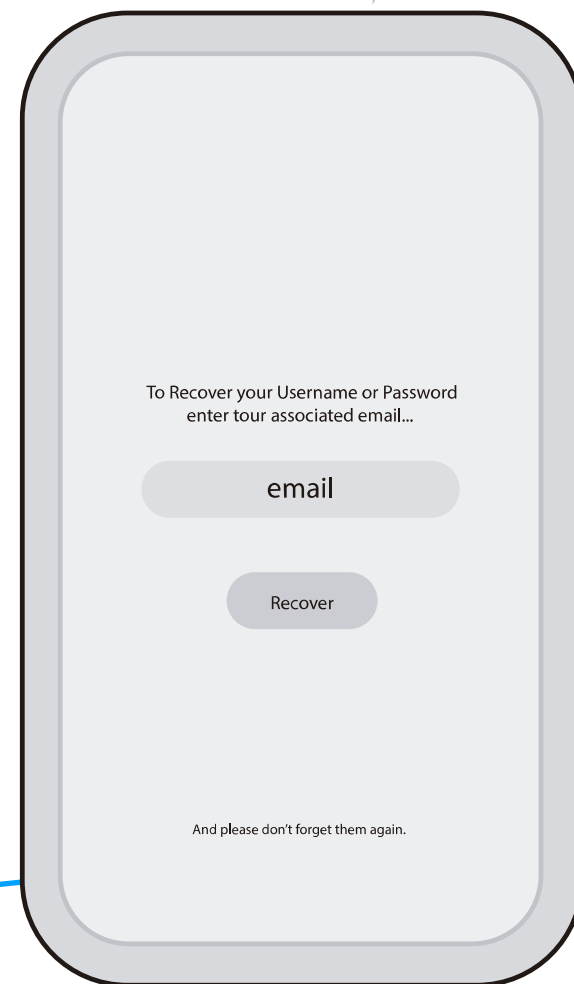 To Recover your Username or Password
enter tour associated email...
email
Recover
And please don't forget them again.